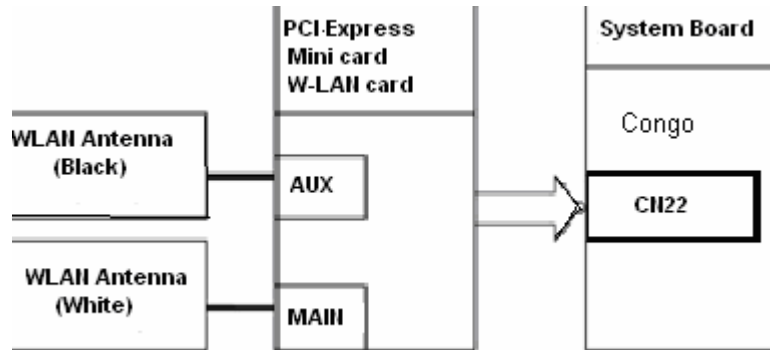 PCI-Express
Mini card
W-LAN card
System Board
WLAN Antenna
(Black)
AUX
Congo
CN22
WLAN Antenna
(White)
MAIN